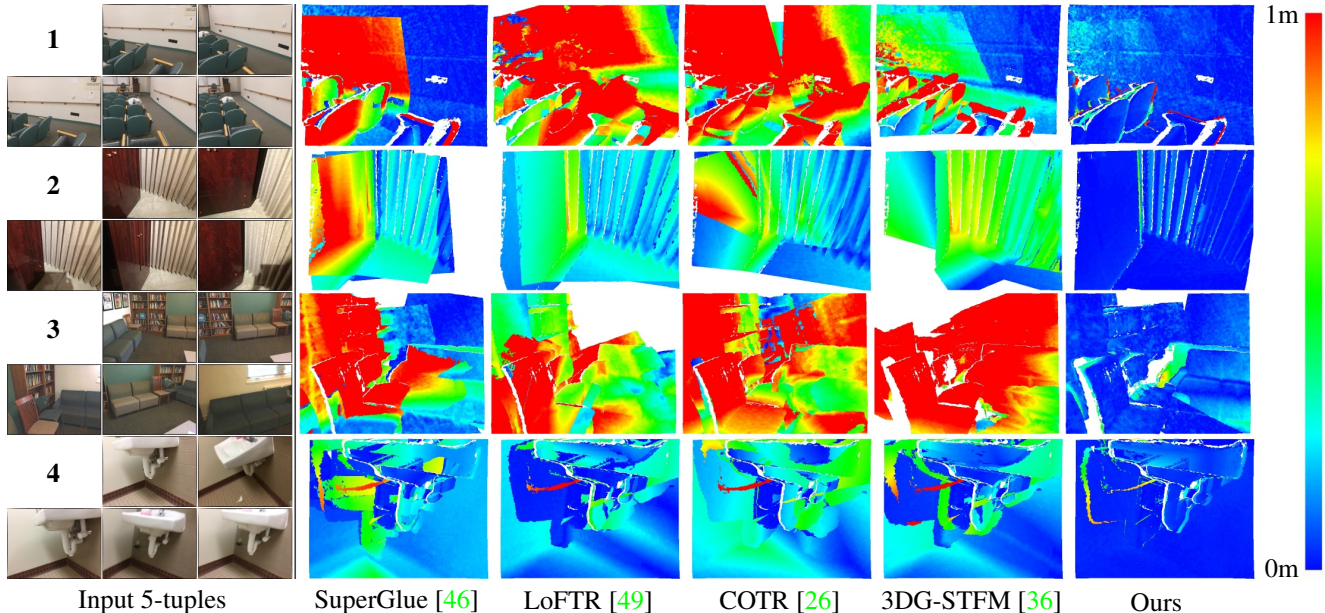 1
1m
2
3
4
0m
Input 5-tuples
SuperGlue [46]
LoFTR [49]
COTR [26]
3DG-STFM [36]
Ours